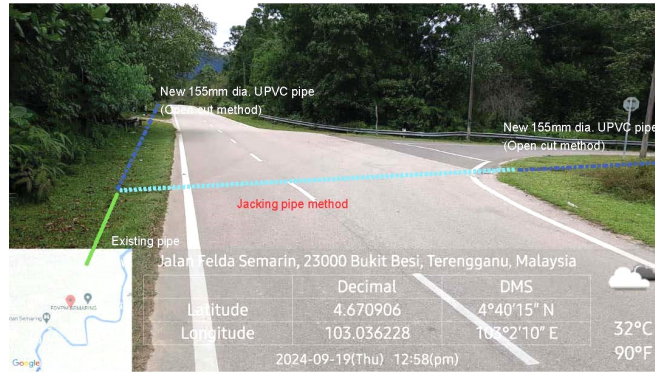 New 155mm dia. UPVC pipe
(Open cut method)
New 155mm dia. UPVC pipe
(Open cut method)
Jacking pipe method
Existing pipe
Jalan Felda Semarin, 23000 Bukit Besi, Terengganu, Malaysia
Decimal DMS
Latitude 4.670906 4°40'15" N
Longitude 103.036228 103°2'10" E
2024-09-19(Thu) 12:58(pm)
32°C
90°F
Google